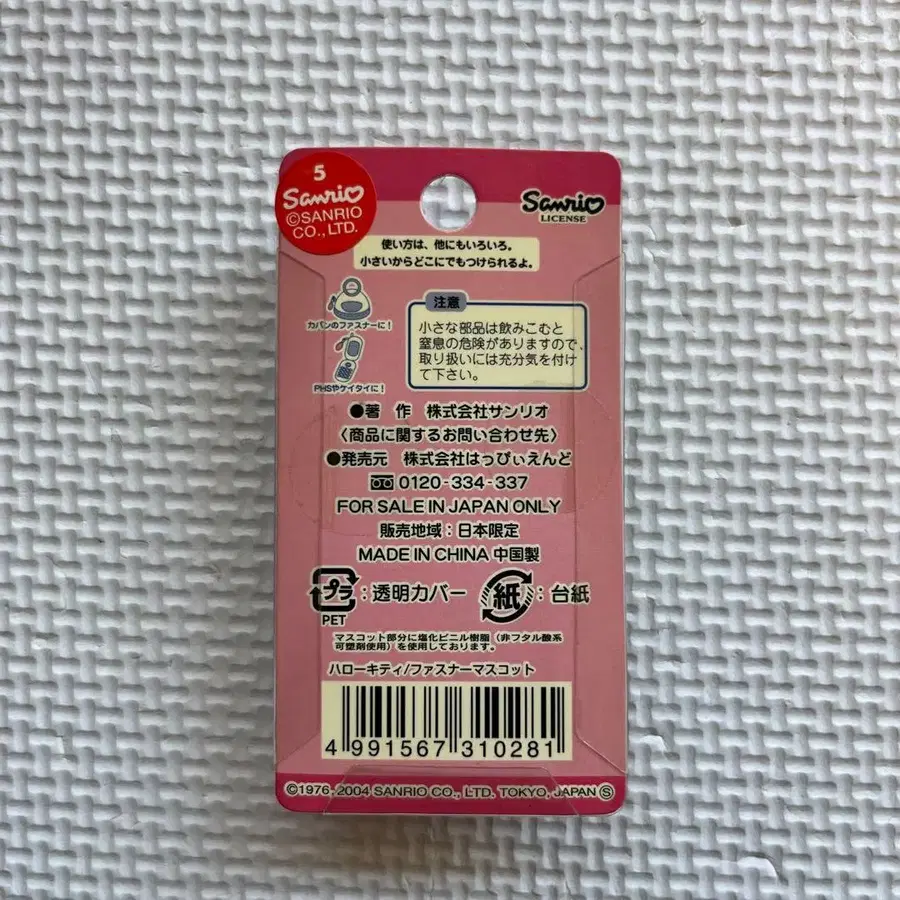 5
Sanrio
©SANRIO
CO., LTD.
Sanrio
LICENSE
使い方は、他にもいろいろ。
小さいからどこにでもつけられるよ。
カバンのファスナーに!
PHSやケイタイに!
注意
小さな部品は飲みこむと
窒息の危険がありますので、
取り扱いには充分気を付け
て下さい。
●著 作 株式会社サンリオ
〈商品に関するお問い合わせ先〉
●発売元 株式会社はっぴぃえんど
0120-334-337
FOR SALE IN JAPAN ONLY
販売地域:日本限定
MADE IN CHINA 中国製
プラ:透明カバー 紙:台紙
PET
マスコット部分に塩化ビニル樹脂(非フタル酸系
可塑剤使用)を使用しております。
ハローキティ/ファスナーマスコット
4 991567 310281
©1976-2004 SANRIO CO., LTD. TOKYO, JAPAN Ⓢ